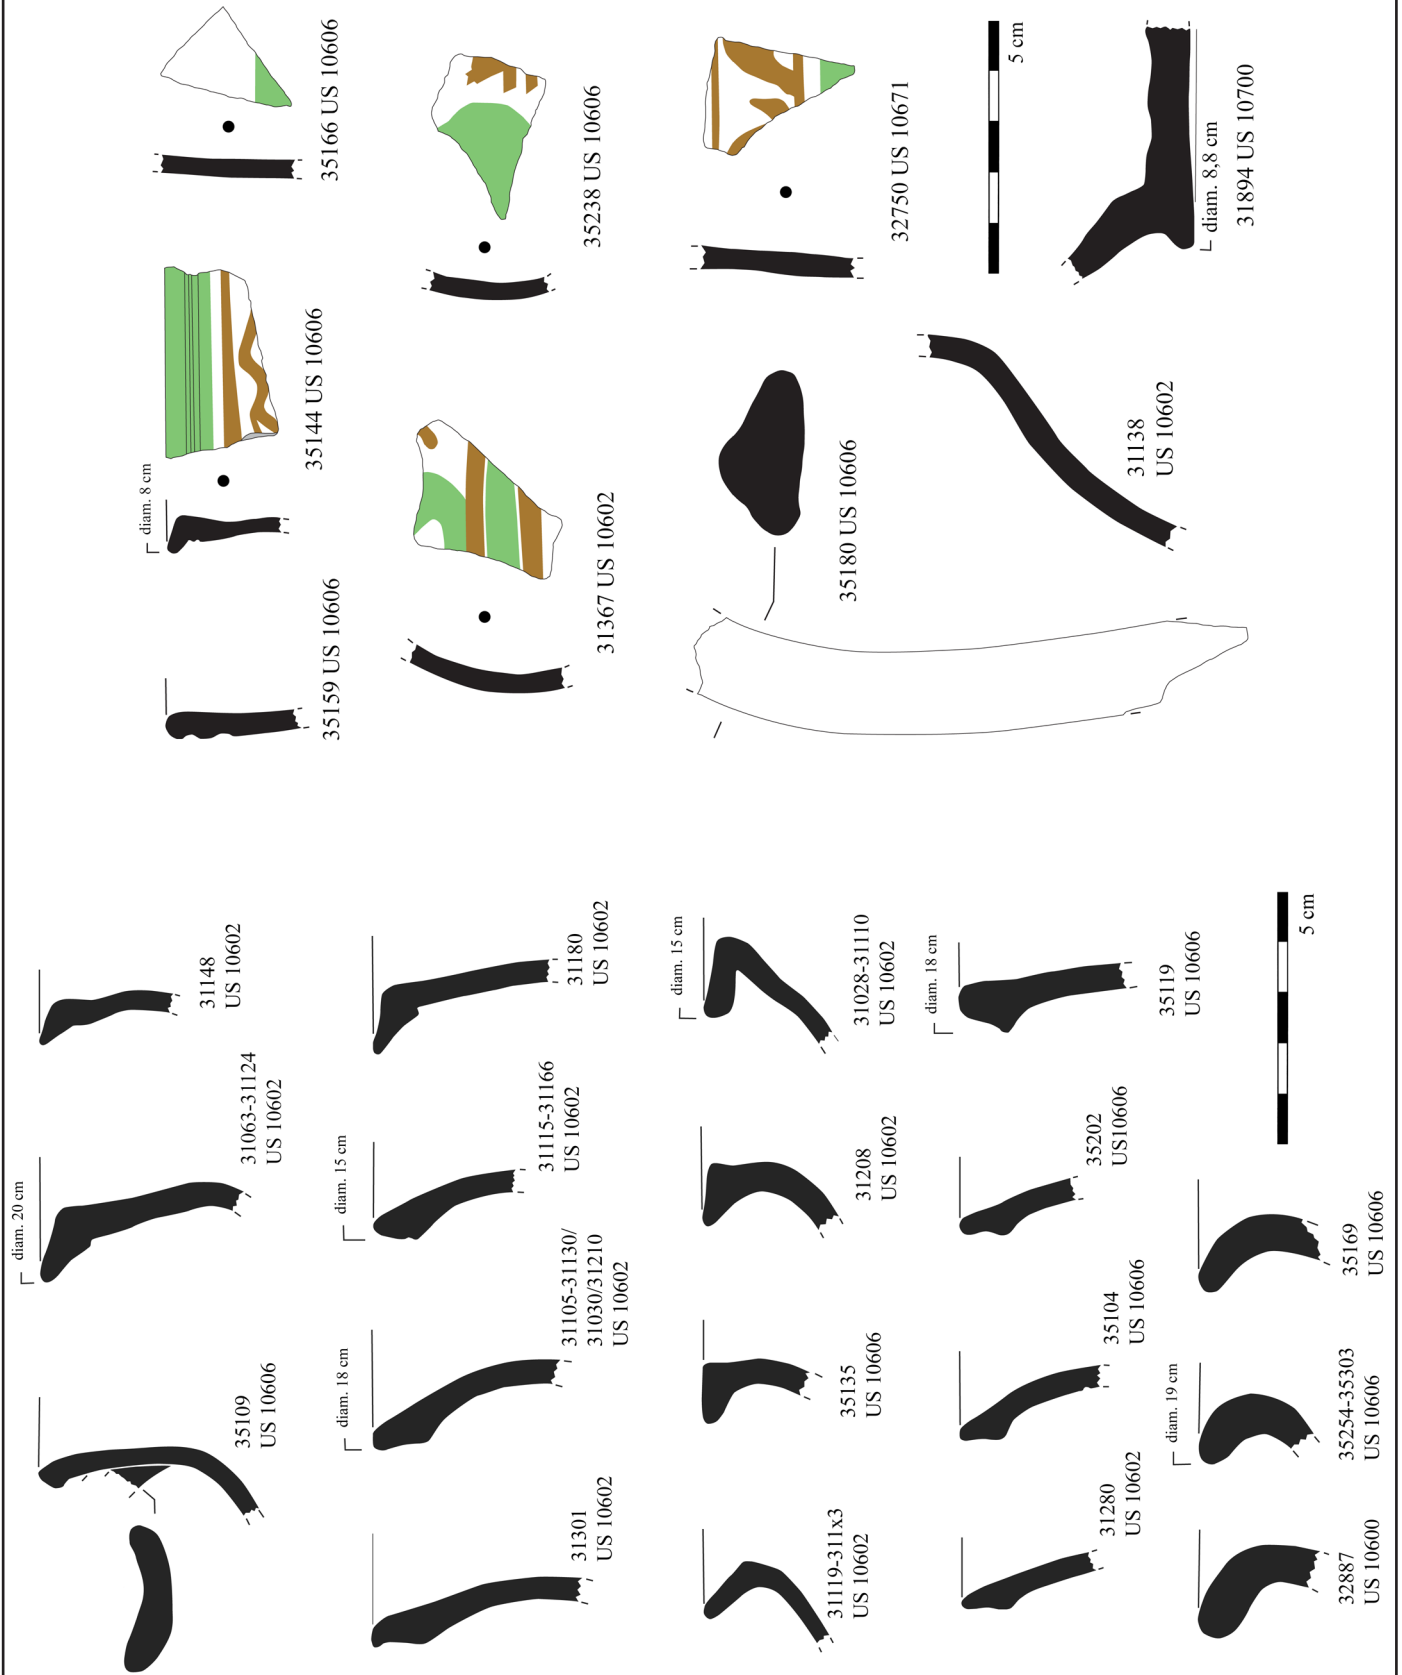 diam. 20 cm
35109
US 10606
31063-31124
US 10602
31148
US 10602
diam. 18 cm
diam. 15 cm
31301
US 10602
31105-31130/
31030/31210
US 10602
31115-31166
US 10602
31180
US 10602
diam. 15 cm
31119-311x3
US 10602
35135
US 10606
31208
US 10602
31028-31110
US 10602
diam. 18 cm
31280
US 10602
35104
US 10606
35202
US10606
35119
US 10606
diam. 19 cm
32887
US 10600
35254-35303
US 10606
35169
US 10606
5 cm
diam. 8 cm
35159 US 10606
35144 US 10606
35166 US 10606
31367 US 10602
35238 US 10606
35180 US 10606
32750 US 10671
5 cm
31138
US 10602
diam. 8,8 cm
31894 US 10700